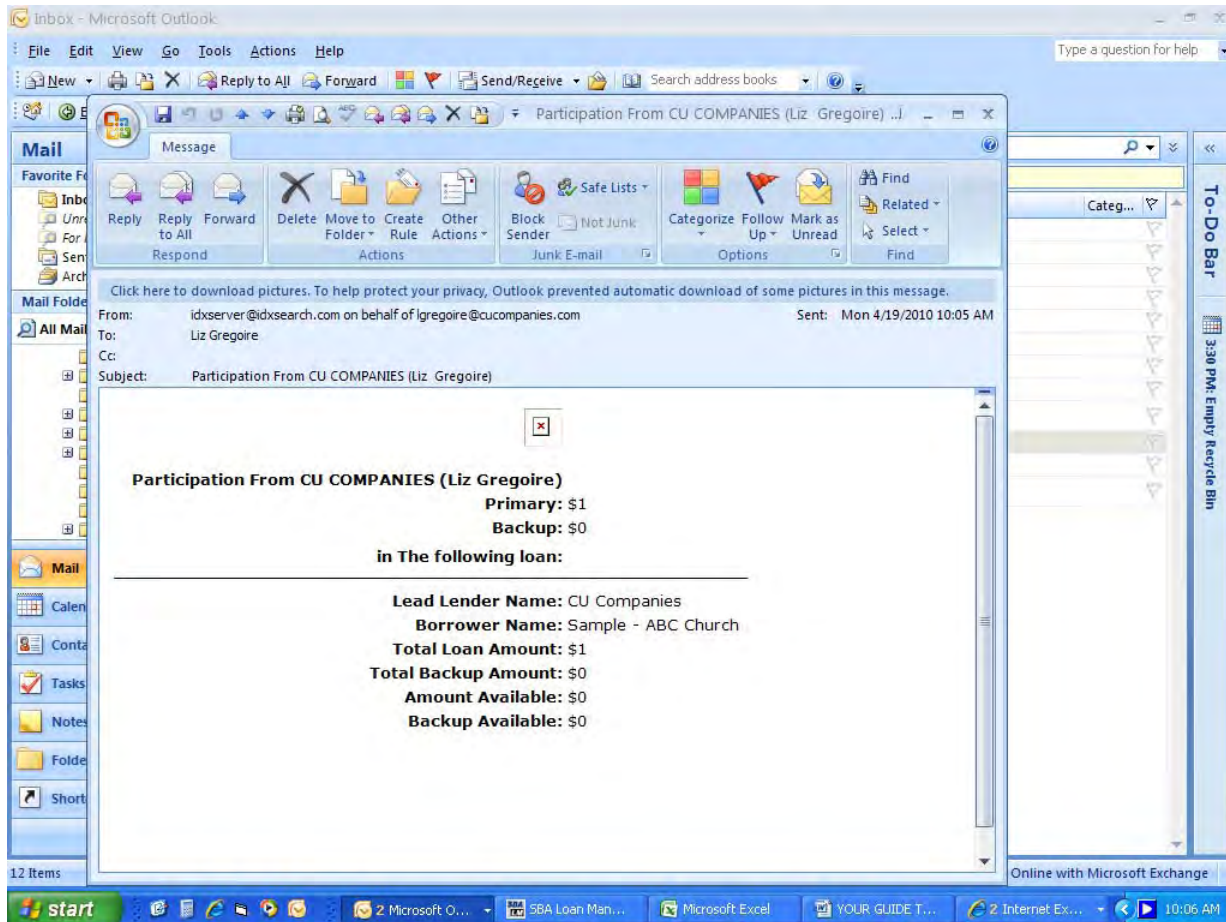 Inbox - Microsoft Outlook
File Edit View Go Tools Actions Help
Type a question for help
New Reply to All Forward Send/Receive Search address books
Participation From CU COMPANIES (Liz Gregoire) ..
Message
Mail
Favorite
Reply Reply to All Forward Delete Move to Folder Create Rule Other Actions Block Sender Safe Lists Not Junk Categorize Follow Up Mark as Unread Find Related Select
Respond Actions Junk E-mail Options Find
Categ...
To-Do Bar
3:30 PM: Empty Recycle Bin
Mail Folde
All Mail
Click here to download pictures. To help protect your privacy, Outlook prevented automatic download of some pictures in this message.
From: idxserver@idxsearch.com on behalf of lgregoire@cucompanies.com Sent: Mon 4/19/2010 10:05 AM
To: Liz Gregoire
Cc:
Subject: Participation From CU COMPANIES (Liz Gregoire)
Participation From CU COMPANIES (Liz Gregoire)
Primary: $1
Backup: $0
in The following loan:
Lead Lender Name: CU Companies
Borrower Name: Sample - ABC Church
Total Loan Amount: $1
Total Backup Amount: $0
Amount Available: $0
Backup Available: $0
Mail
Calen
Conta
Tasks
Notes
Folde
Short
12 Items
Online with Microsoft Exchange
start 2 Microsoft O... SBA Loan Man... Microsoft Excel YOUR GUIDE T... 2 Internet Ex... 10:06 AM